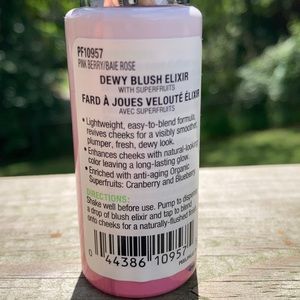 PF10957
PINK BERRY/BAIE ROSE
DEWY BLUSH ELIXIR
WITH SUPERFRUITS
FARD À JOUES VELOUTÉ ÉLIXIR
AVEC SUPERFRUITS
• Lightweight, easy-to-blend formula,
revives cheeks for a visibly smoother,
plumper, fresh, dewy look.
• Enhances cheeks with natural-looking
color leaving a long-lasting glow.
• Enriched with anti-aging Organic
Superfruits: Cranberry and Blueberry.
DIRECTIONS:
Shake well before use. Pump to dispense
a drop of blush elixir and tap to blend
onto cheeks for a naturally-flushed
0 44386 10957